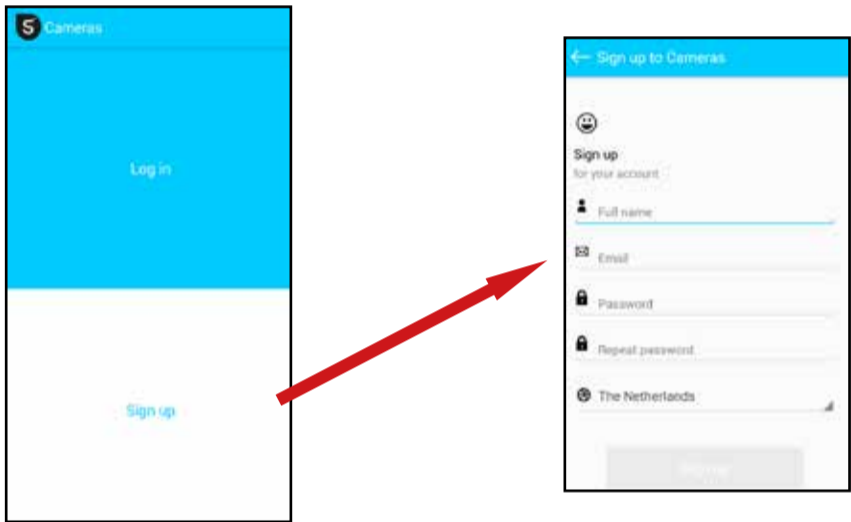 5 Cameras
Log in
Sign up
Sign up to Cameras
Sign up
for your account
Full name
Email
Password
Repeat password
The Netherlands